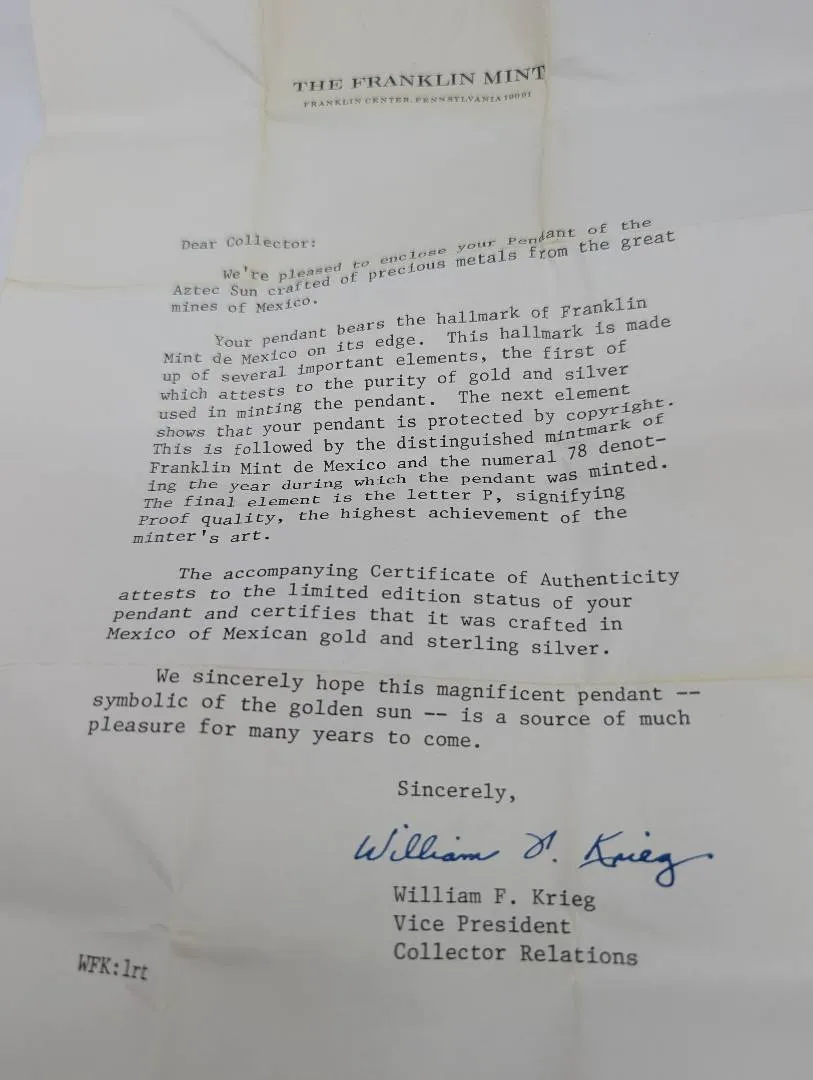 THE FRANKLIN MINT
FRANKLIN CENTER, PENNSYLVANIA 19091
Dear Collector:
We're pleased to enclose your Pendant of the
Aztec Sun crafted of precious metals from the great
mines of Mexico.
Your pendant bears the hallmark of Franklin
Mint de Mexico on its edge. This hallmark is made
up of several important elements, the first of
which attests to the purity of gold and silver
used in minting the pendant. The next element
shows that your pendant is protected by copyright.
This is followed by the distinguished mintmark of
Franklin Mint de Mexico and the numeral 78 denot-
ing the year during which the pendant was minted.
The final element is the letter P, signifying
Proof quality, the highest achievement of the
minter's art.
The accompanying Certificate of Authenticity
attests to the limited edition status of your
pendant and certifies that it was crafted in
Mexico of Mexican gold and sterling silver.
We sincerely hope this magnificent pendant --
symbolic of the golden sun -- is a source of much
pleasure for many years to come.
Sincerely,
William F. Krieg
William F. Krieg
Vice President
Collector Relations
WFK:lrt